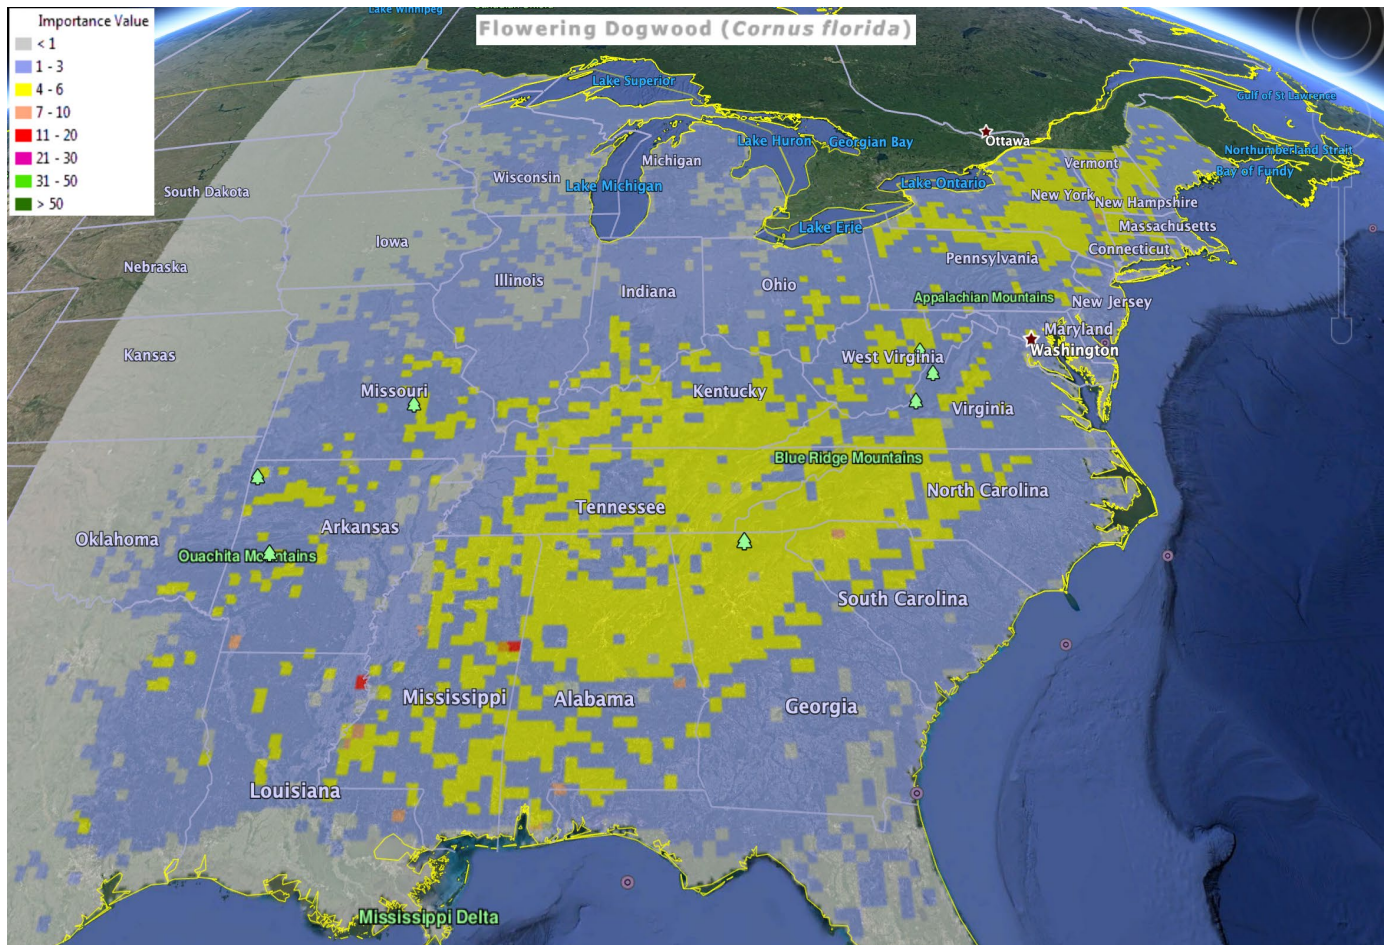 Lake Winnipeg
Importance Value
< 1
1 - 3
4 - 6
7 - 10
11 - 20
21 - 30
31 - 50
> 50
Flowering Dogwood (Cornus florida)
Lake Superior
Gulf of St Lawrence
Ottawa
Lake Huron
Georgian Bay
Northumberland Strait
Michigan
Vermont
Bay of Fundy
Wisconsin
Lake Michigan
Lake Ontario
South Dakota
New York
New Hampshire
Lake Erie
Massachusetts
Iowa
Connecticut
Pennsylvania
Nebraska
Illinois
Indiana
Ohio
Appalachian Mountains
New Jersey
Maryland
Washington
Kansas
West Virginia
Missouri
Kentucky
Virginia
Blue Ridge Mountains
North Carolina
Tennessee
Arkansas
Oklahoma
Ouachita Mountains
South Carolina
Mississippi
Alabama
Georgia
Louisiana
Mississippi Delta